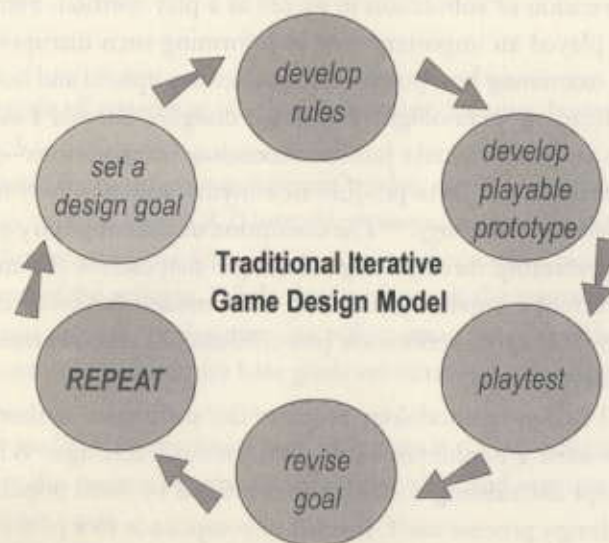 develop
rules
set a
design goal
develop
playable
prototype
Traditional Iterative
Game Design Model
REPEAT
playtest
revise
goal